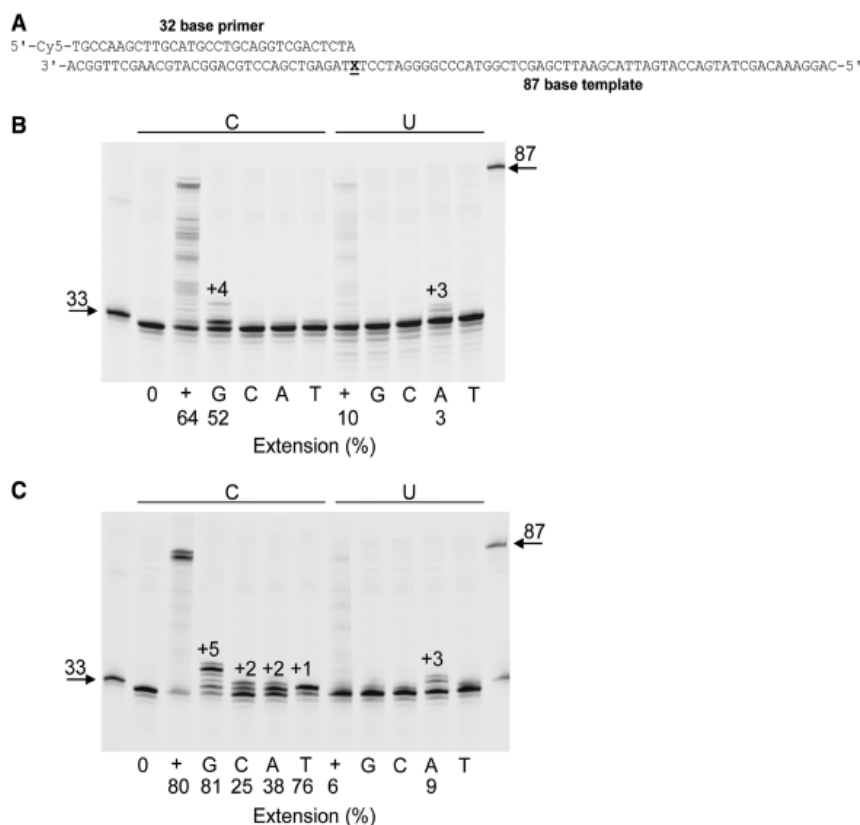 A
32 base primer
5'-Cy5-TGCCAAGCTTGCATGCCTGCAGGTCGACTCTA
3'-ACGGTTCGAACGTACGGACGTCCAGCTGAGATXTCCTAGGGGCCCATGGCTCGAGCTTAAGCATTAGTACCAGTATCGACAAAGGAC-5'
87 base template
B
C U
87
33
+4 +3
0 + G C A T + G C A T
64 52 10 3
Extension (%)
C
C U
87
33
+5 +2 +2 +1 +3
0 + G C A T + G C A T
80 81 25 38 76 6 9
Extension (%)